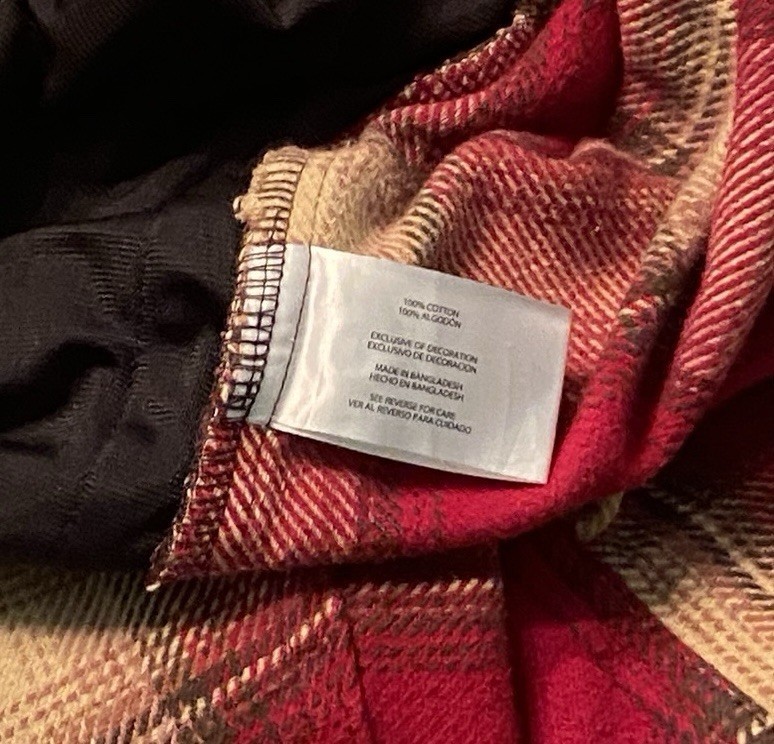 100% COTTON
100% ALGODÓN
EXCLUSIVE OF DECORATION
EXCLUSIVO DE DECORACIÓN
MADE IN BANGLADESH
HECHO EN BANGLADESH
SEE REVERSE FOR CARE
VER AL REVERSO PARA CUIDADO